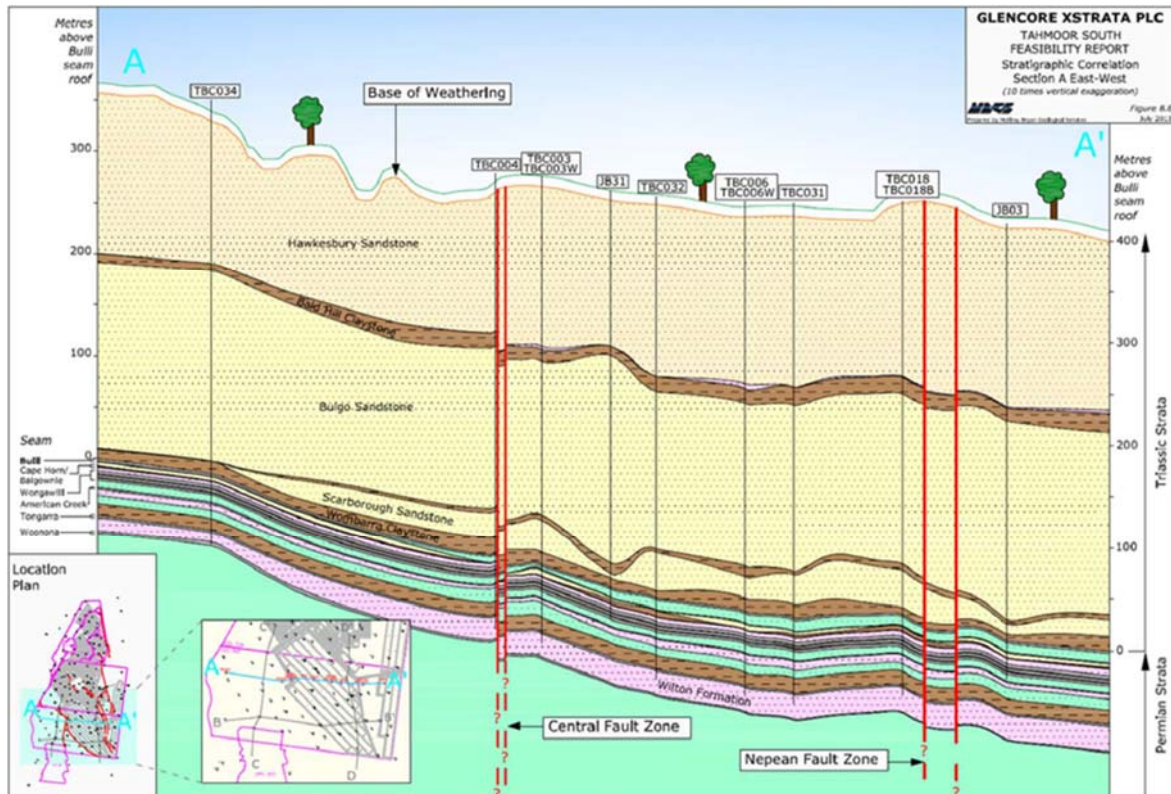 Metres
above
Bulli
seam
roof
A
GLENCORE XSTRATA PLC
TAHMOOR SOUTH
FEASIBILITY REPORT
Stratigraphic Correlation
Section A East-West
(10 times vertical exaggeration)
TBC034
Base of Weathering
A'
Metres
above
Bulli
seam
roof
TBC004
TBC003
TBC003W
JB31
TBC032
TBC006
TBC006W
TBC031
TBC018
TBC018B
JB03
300
200
100
0
400
300
200
100
0
Hawkesbury Sandstone
Bald Hill Claystone
Bulgo Sandstone
Scarborough Sandstone
Wombarra Claystone
Wilton Formation
Seam
Bulli
Cape Horn/
Balgownie
Wongawilli
American Creek
Tongarra
Woonona
Triassic Strata
Permian Strata
Location
Plan
A
A'
C
D'
A
A'
B
B'
C
D
Central Fault Zone
Nepean Fault Zone
?
?
?
?
?
?